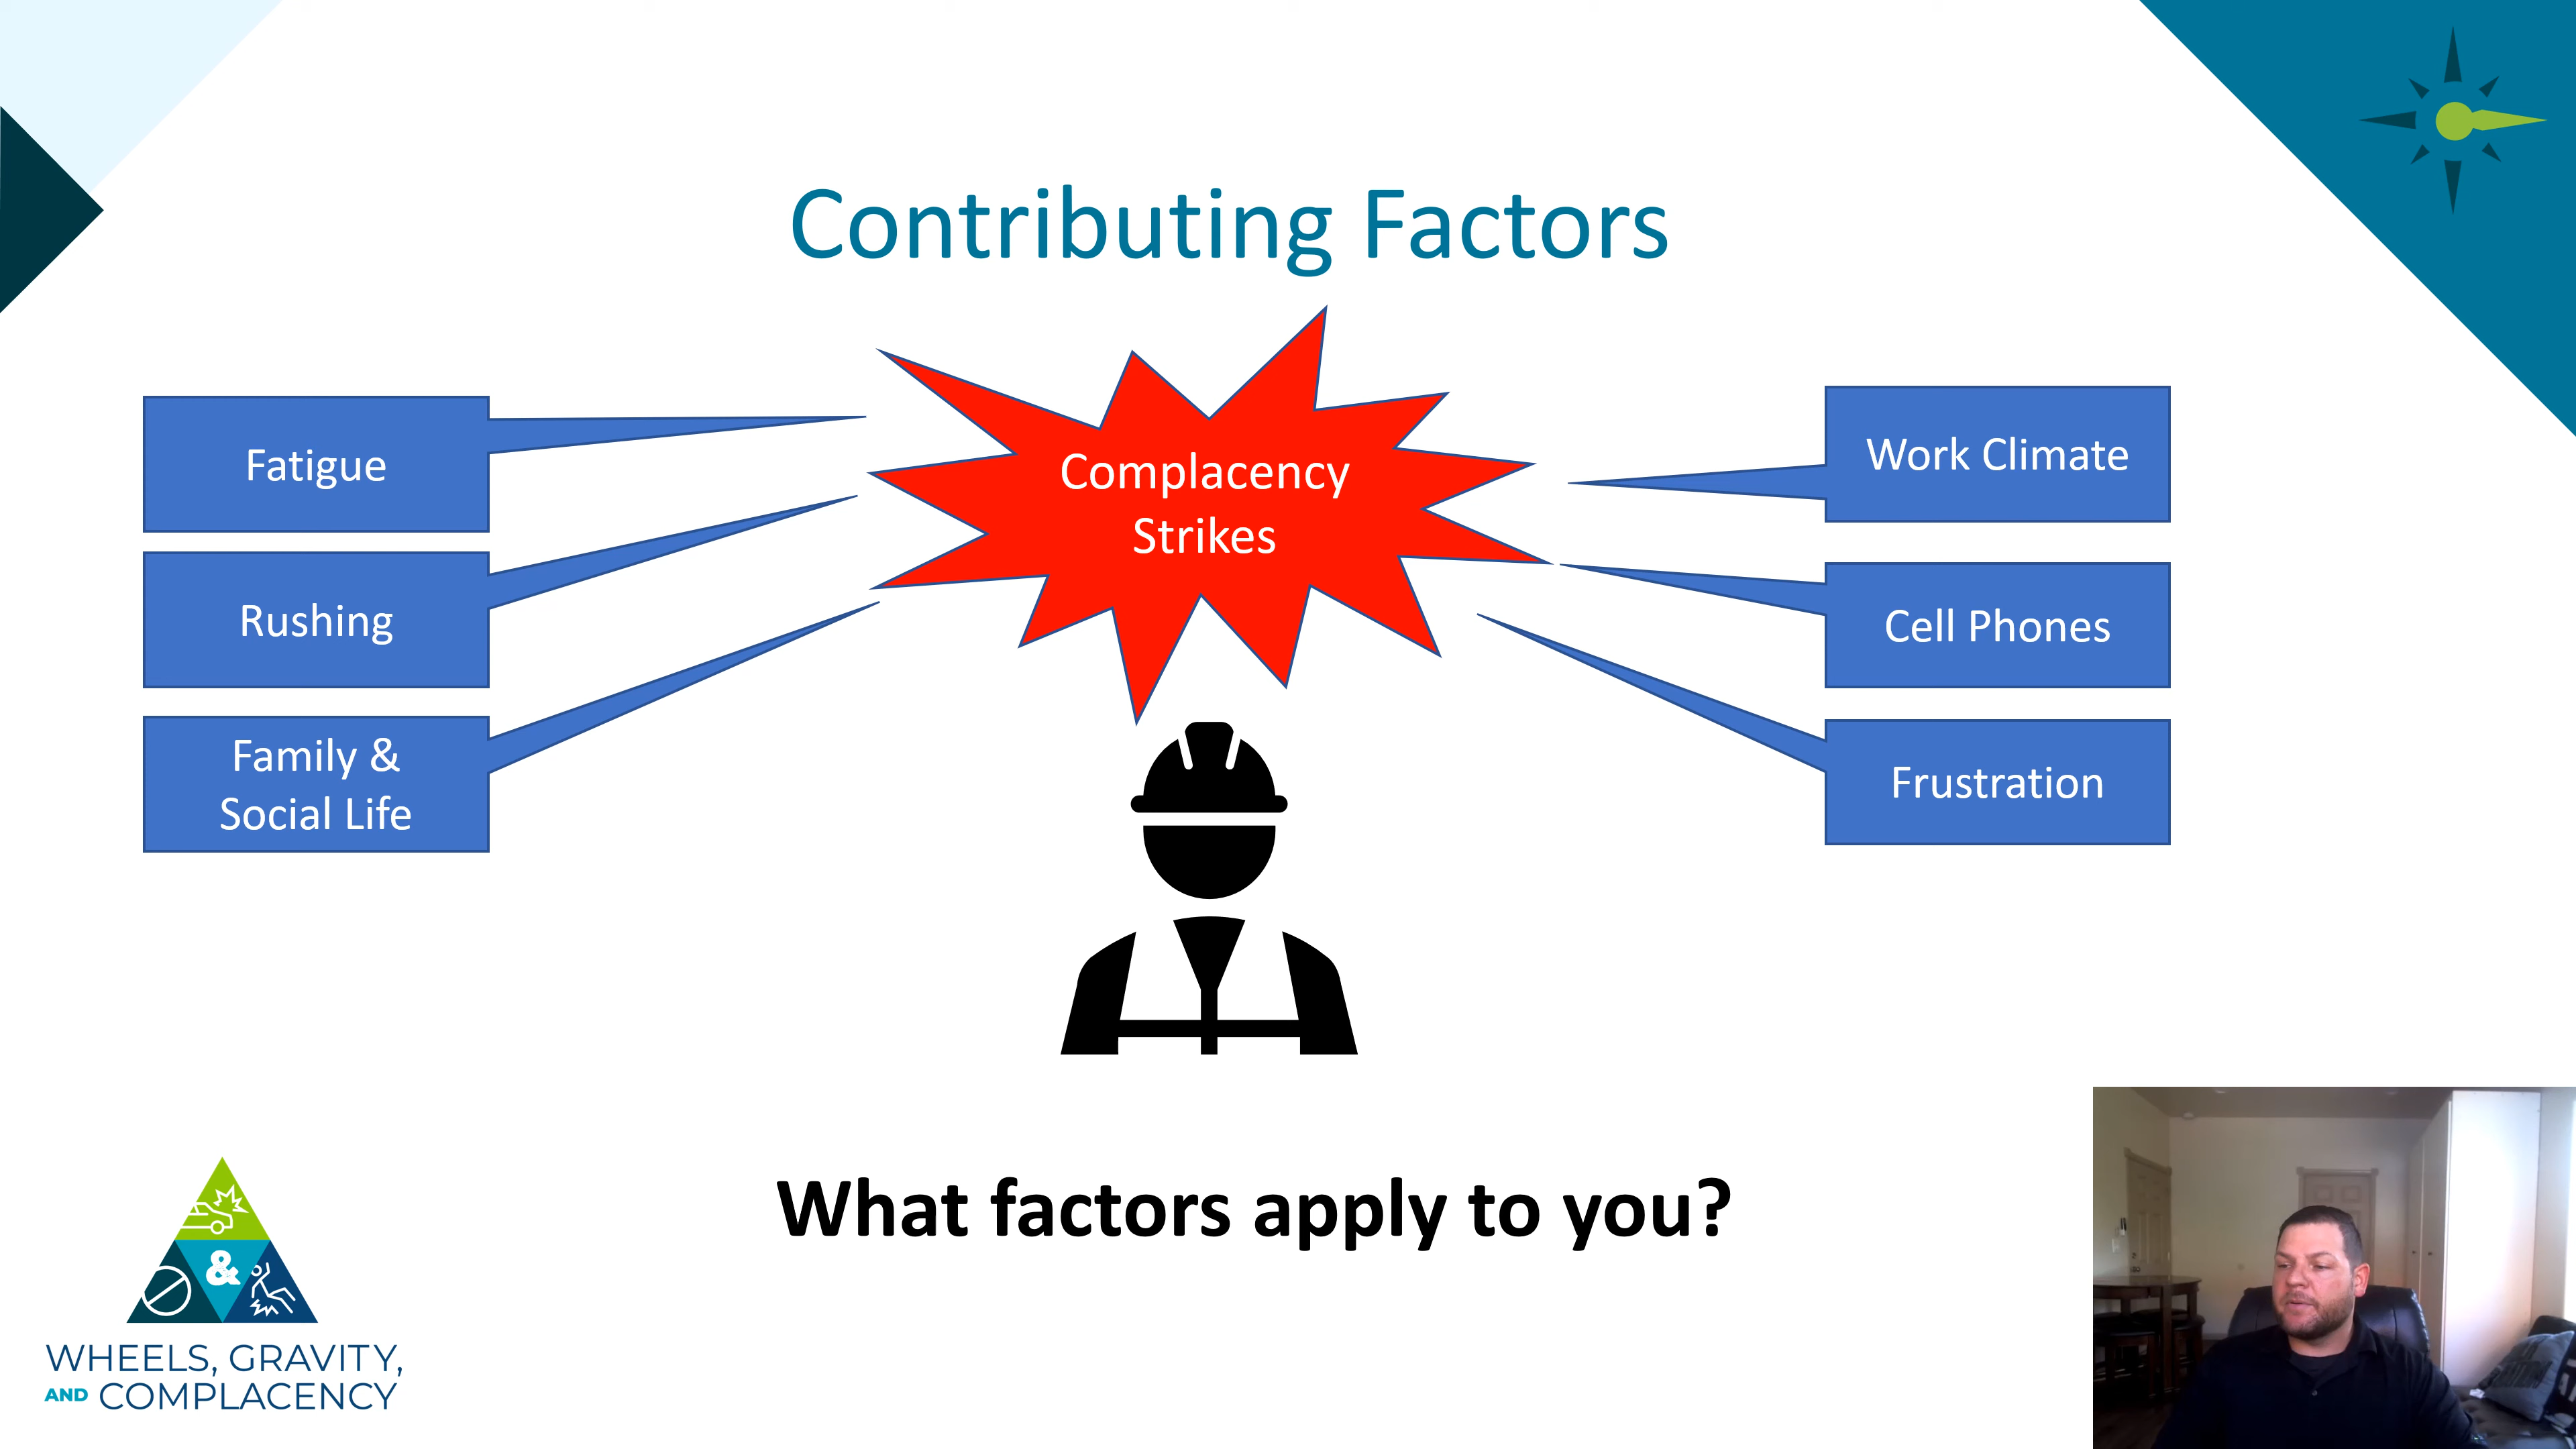 Contributing Factors
Fatigue
Rushing
Family &
Social Life
Complacency
Strikes
Work Climate
Cell Phones
Frustration
What factors apply to you?
&
WHEELS, GRAVITY,
AND COMPLACENCY